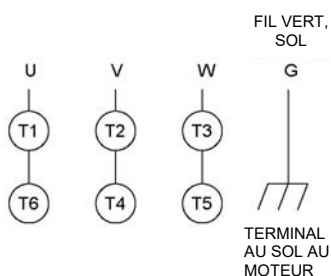 FIL VERT,
SOL
U V W G
T1 T2 T3
T6 T4 T5
TERMINAL
AU SOL AU
MOTEUR